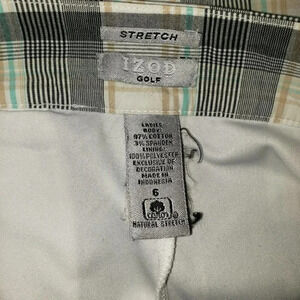 STRETCH
IZOD
GOLF
LADIES
BODY:
97% COTTON
3% SPANDEX
LINING:
100% POLYESTER
EXCLUSIVE OF
DECORATION
MADE IN
INDONESIA
6
NATURAL STRETCH